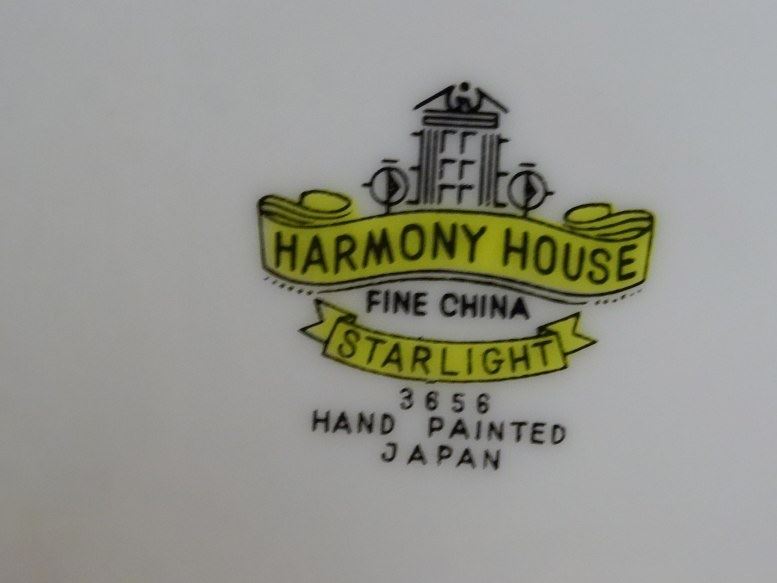 HARMONY HOUSE
FINE CHINA
STARLIGHT
3656
HAND PAINTED
JAPAN